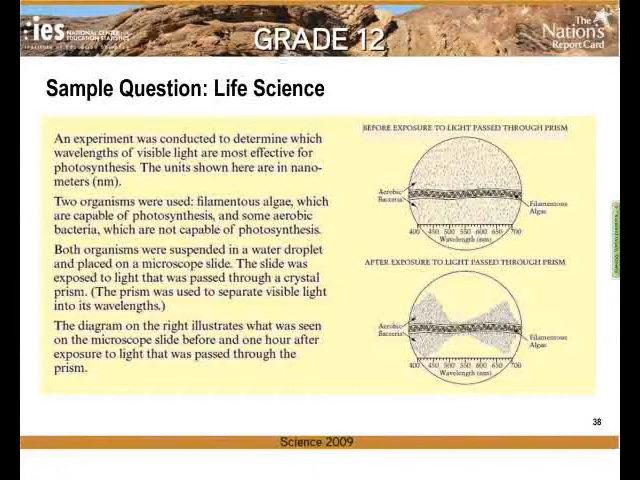 ies NATIONAL CENTER FOR
EDUCATION STATISTICS
Institute of Education Sciences
GRADE 12
The
Nation's
Report Card
Sample Question: Life Science
An experiment was conducted to determine which
wavelengths of visible light are most effective for
photosynthesis. The units shown here are in nano-
meters (nm).
Two organisms were used: filamentous algae, which
are capable of photosynthesis, and some aerobic
bacteria, which are not capable of photosynthesis.
Both organisms were suspended in a water droplet
and placed on a microscope slide. The slide was
exposed to light that was passed through a crystal
prism. (The prism was used to separate visible light
into its wavelengths.)
The diagram on the right illustrates what was seen
on the microscope slide before and one hour after
exposure to light that was passed through the
prism.
BEFORE EXPOSURE TO LIGHT PASSED THROUGH PRISM
Aerobic
Bacteria
Filamentous
Algae
400 450 500 550 600 650 700
Wavelength (nm)
AFTER EXPOSURE TO LIGHT PASSED THROUGH PRISM
Aerobic
Bacteria
Filamentous
Algae
400 450 500 550 600 650 700
Wavelength (nm)
38
Science 2009